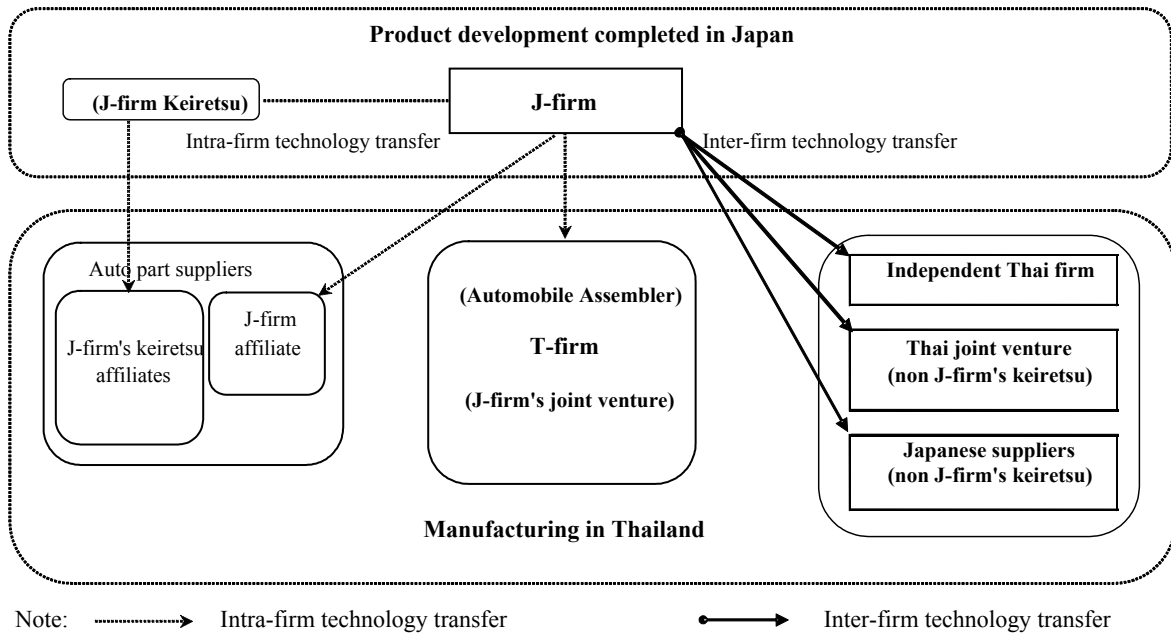 Product development completed in Japan
(J-firm Keiretsu)
J-firm
Intra-firm technology transfer
Inter-firm technology transfer
Auto part suppliers
J-firm's keiretsu
affiliates
J-firm
affiliate
(Automobile Assembler)
T-firm
(J-firm's joint venture)
Independent Thai firm
Thai joint venture
(non J-firm's keiretsu)
Japanese suppliers
(non J-firm's keiretsu)
Manufacturing in Thailand
Note: Intra-firm technology transfer Inter-firm technology transfer